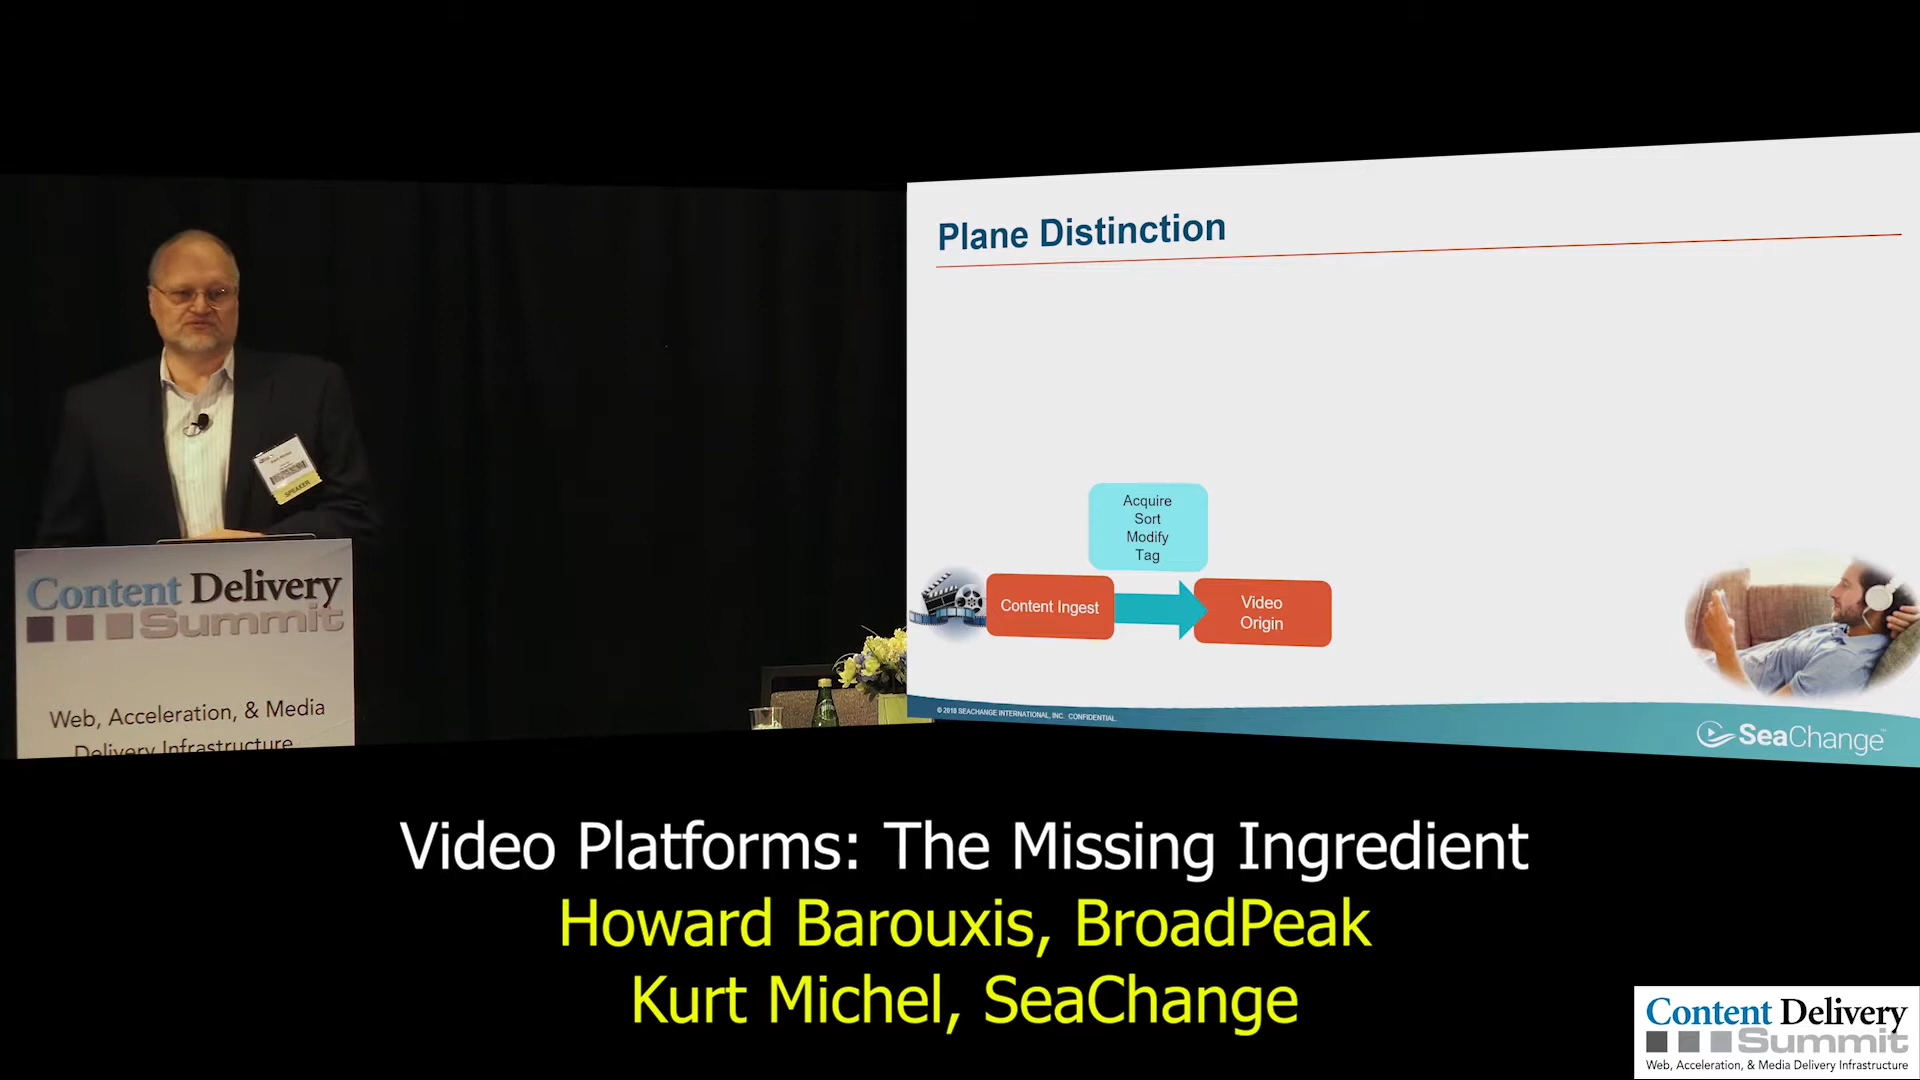 Plane Distinction
Acquire
Sort
Modify
Tag
Content Ingest
Video
Origin
© 2018 SEACHANGE INTERNATIONAL, INC. CONFIDENTIAL.
SeaChange
SPEAKER
Content Delivery
Summit
Web, Acceleration, & Media
Delivery Infrastructure
Video Platforms: The Missing Ingredient
Howard Barouxis, BroadPeak
Kurt Michel, SeaChange
Content Delivery
Summit
Web, Acceleration, & Media Delivery Infrastructure